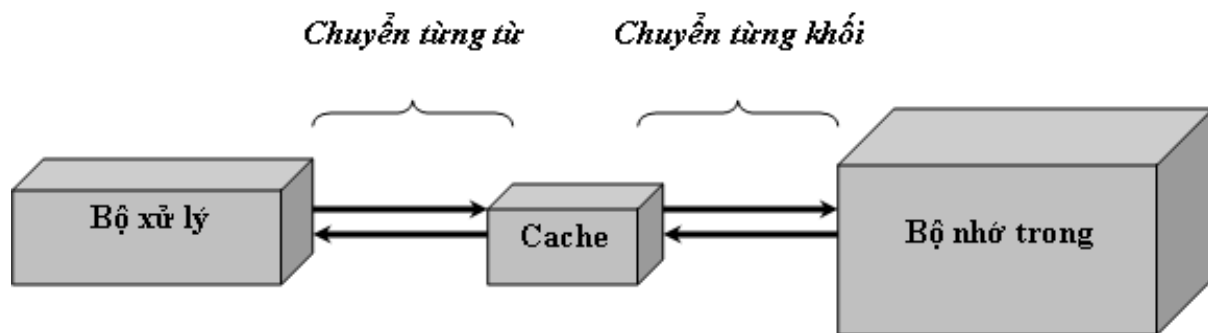 Chuyển từng từ
Chuyển từng khối
Bộ xử lý
Cache
Bộ nhớ trong